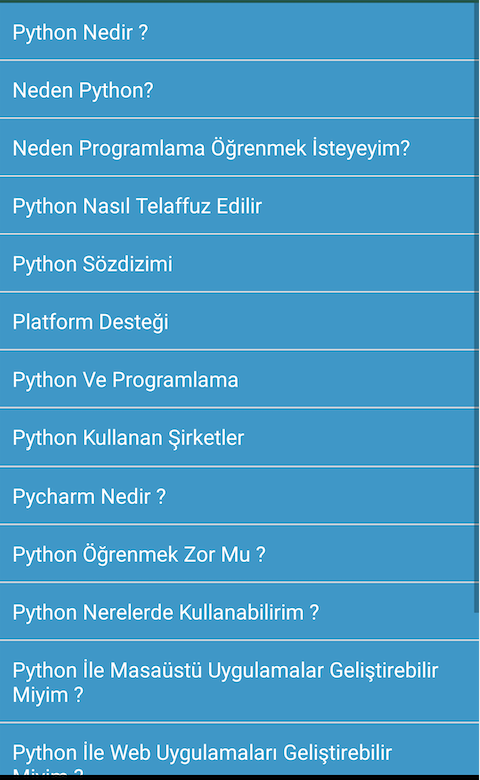 Python Nedir ?
Neden Python?
Neden Programlama Öğrenmek İsteyeyim?
Python Nasıl Telaffuz Edilir
Python Sözdizimi
Platform Desteği
Python Ve Programlama
Python Kullanan Şirketler
Pycharm Nedir ?
Python Öğrenmek Zor Mu ?
Python Nerelerde Kullanabilirim ?
Python İle Masaüstü Uygulamalar Geliştirebilir
Miyim ?
Python İle Web Uygulamaları Geliştirebilir
Miyim ?